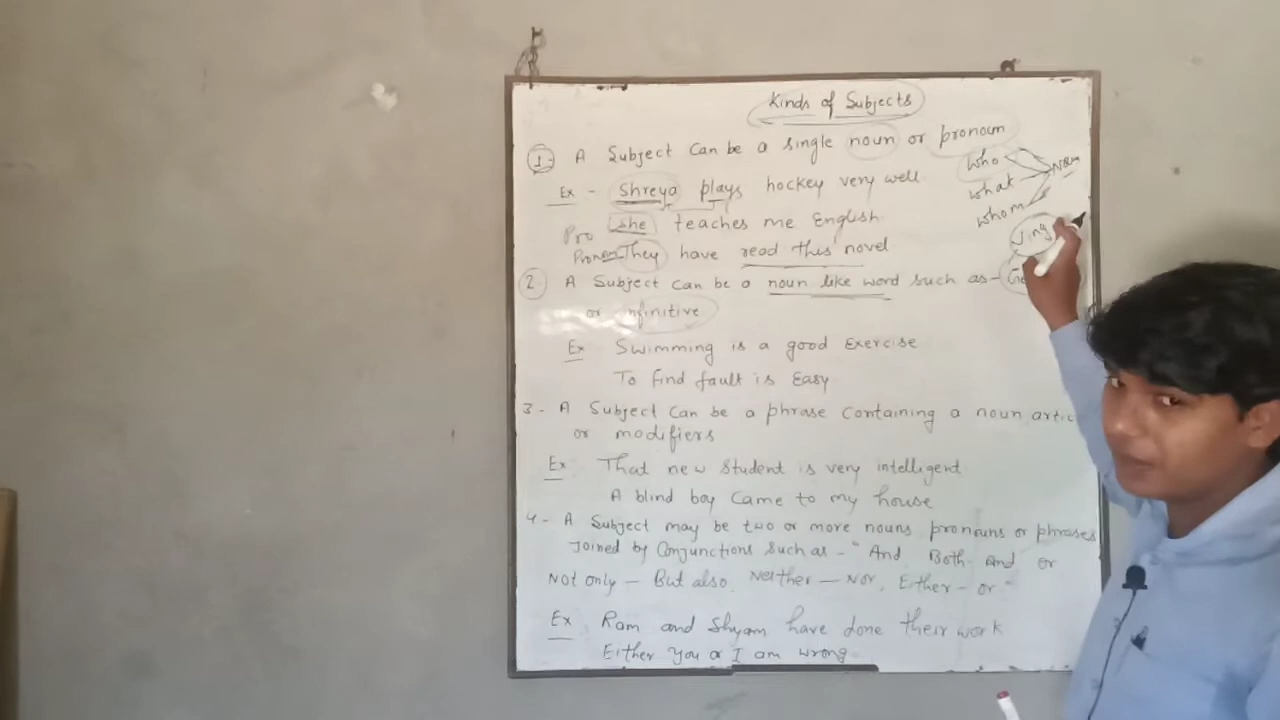 Kinds of Subjects
1- A Subject Can be a single noun or pronoun
Who
Noun
What
Whom
Ex - Shreya plays hockey very well
Pro she teaches me English
Pronoun They have read this novel
Ving
2 A Subject Can be a noun like word such as -
or nfinitive
Ex Swimming is a good Exercise
To find fault is Easy
3- A Subject Can be a phrase Containing a noun artic
or modifiers
Ex That new student is very intelligent
A blind boy Came to my house
4- A Subject may be two or more nouns pronouns or phrases
Joined by Conjunctions Such as - " And Both And or
Not only - But also, Neither - Nor, Either - or "
Ex Ram and Shyam have done their work
Either You or I am wrong